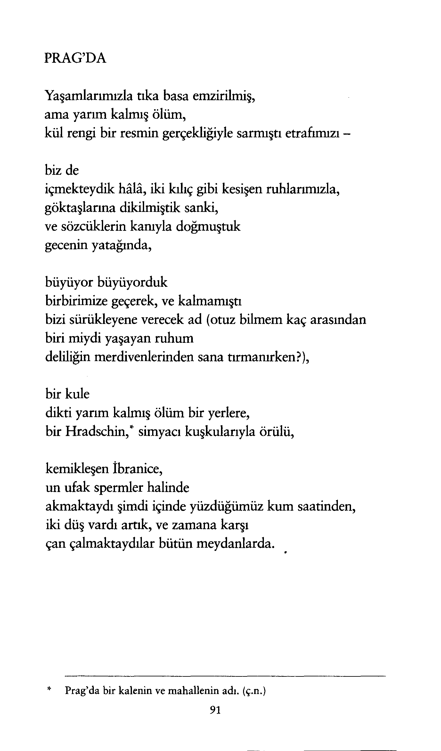 PRAG'DA
Yaşamlarımızla tıka basa emzirilmiş,
ama yarım kalmış ölüm,
kül rengi bir resmin gerçekliğiyle sarmıştı etrafımızı –
biz de
içmekteydik hâlâ, iki kılıç gibi kesişen ruhlarımızla,
göktaşlarına dikilmiştik sanki,
ve sözcüklerin kanıyla doğmuştuk
gecenin yatağında,
büyüyor büyüyorduk
birbirimize geçerek, ve kalmamıştı
bizi sürükleyene verecek ad (otuz bilmem kaç arasından
biri miydi yaşayan ruhum
deliliğin merdivenlerinden sana tırmanırken?),
bir kule
dikti yarım kalmış ölüm bir yerlere,
bir Hradschin,* simyacı kuşkularıyla örülü,
kemikleşen İbranice,
un ufak spermler halinde
akmaktaydı şimdi içinde yüzdüğümüz kum saatinden,
iki düş vardı artık, ve zamana karşı
çan çalmaktaydılar bütün meydanlarda.
* Prag'da bir kalenin ve mahallenin adı. (ç.n.)
91